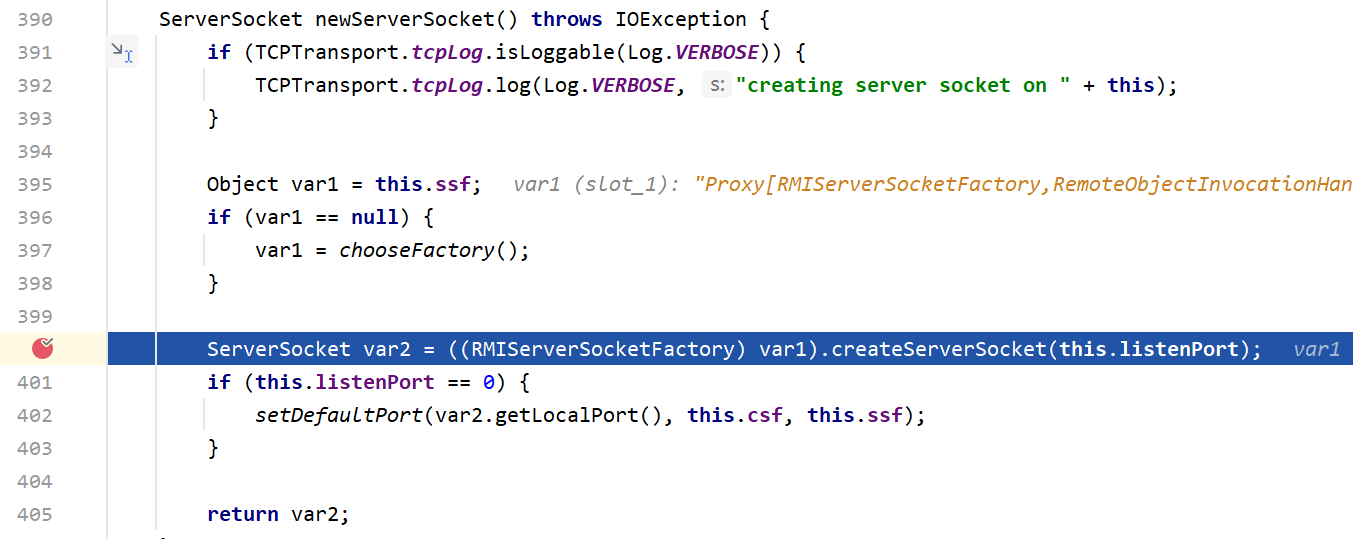 390 ServerSocket newServerSocket() throws IOException {
391 if (TCPTransport.tcpLog.isLoggable(Log.VERBOSE)) {
392 TCPTransport.tcpLog.log(Log.VERBOSE, s: "creating server socket on " + this);
393 }
394
395 Object var1 = this.ssf; var1 (slot_1): "Proxy[RMIServerSocketFactory,RemoteObjectInvocationHan
396 if (var1 == null) {
397 var1 = chooseFactory();
398 }
399
ServerSocket var2 = ((RMIServerSocketFactory) var1).createServerSocket(this.listenPort); var1
401 if (this.listenPort == 0) {
402 setDefaultPort(var2.getLocalPort(), this.csf, this.ssf);
403 }
404
405 return var2;